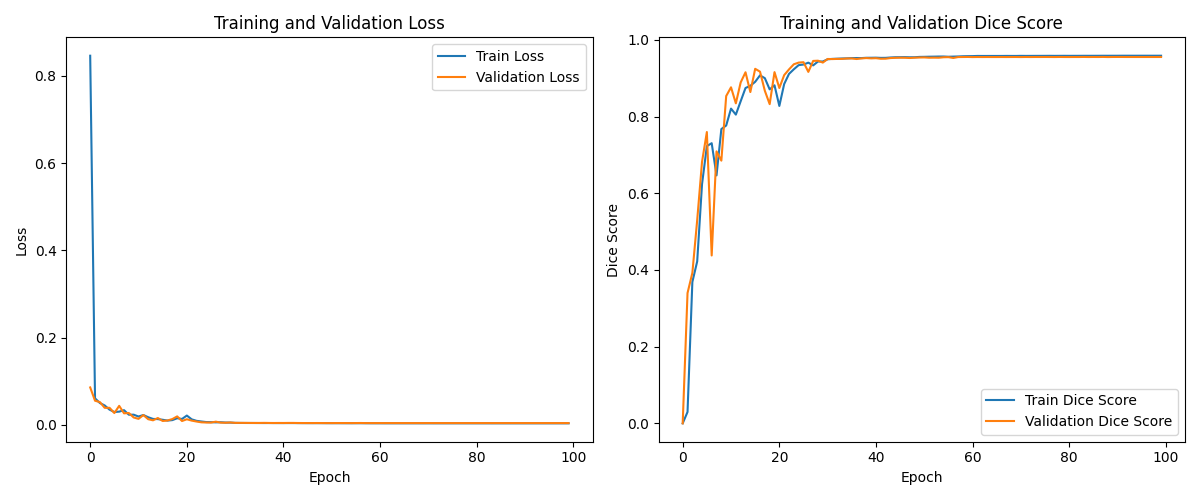 Training and Validation Loss
Train Loss
Validation Loss
0.8
0.6
0.4
0.2
0.0
Loss
0 20 40 60 80 100
Epoch
Training and Validation Dice Score
1.0
0.8
0.6
0.4
0.2
0.0
Dice Score
Train Dice Score
Validation Dice Score
0 20 40 60 80 100
Epoch